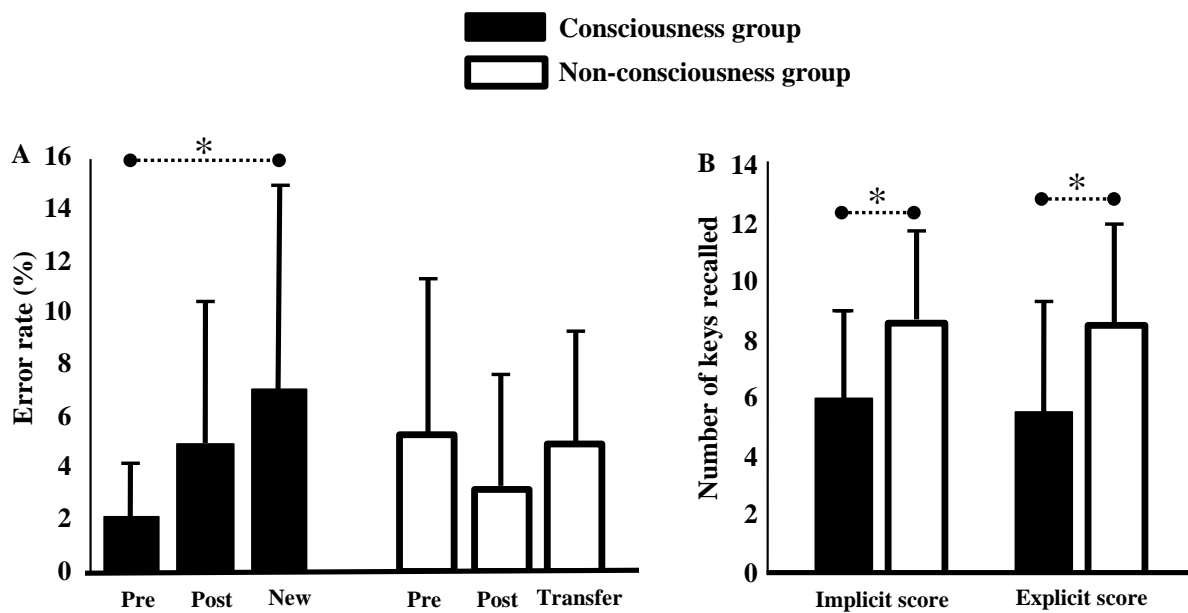 Consciousness group
Non-consciousness group
A
Error rate (%)
16
14
12
10
8
6
4
2
0
*
Pre Post New Pre Post Transfer
B
Number of keys recalled
14
12
10
8
6
4
2
0
* *
Implicit score Explicit score